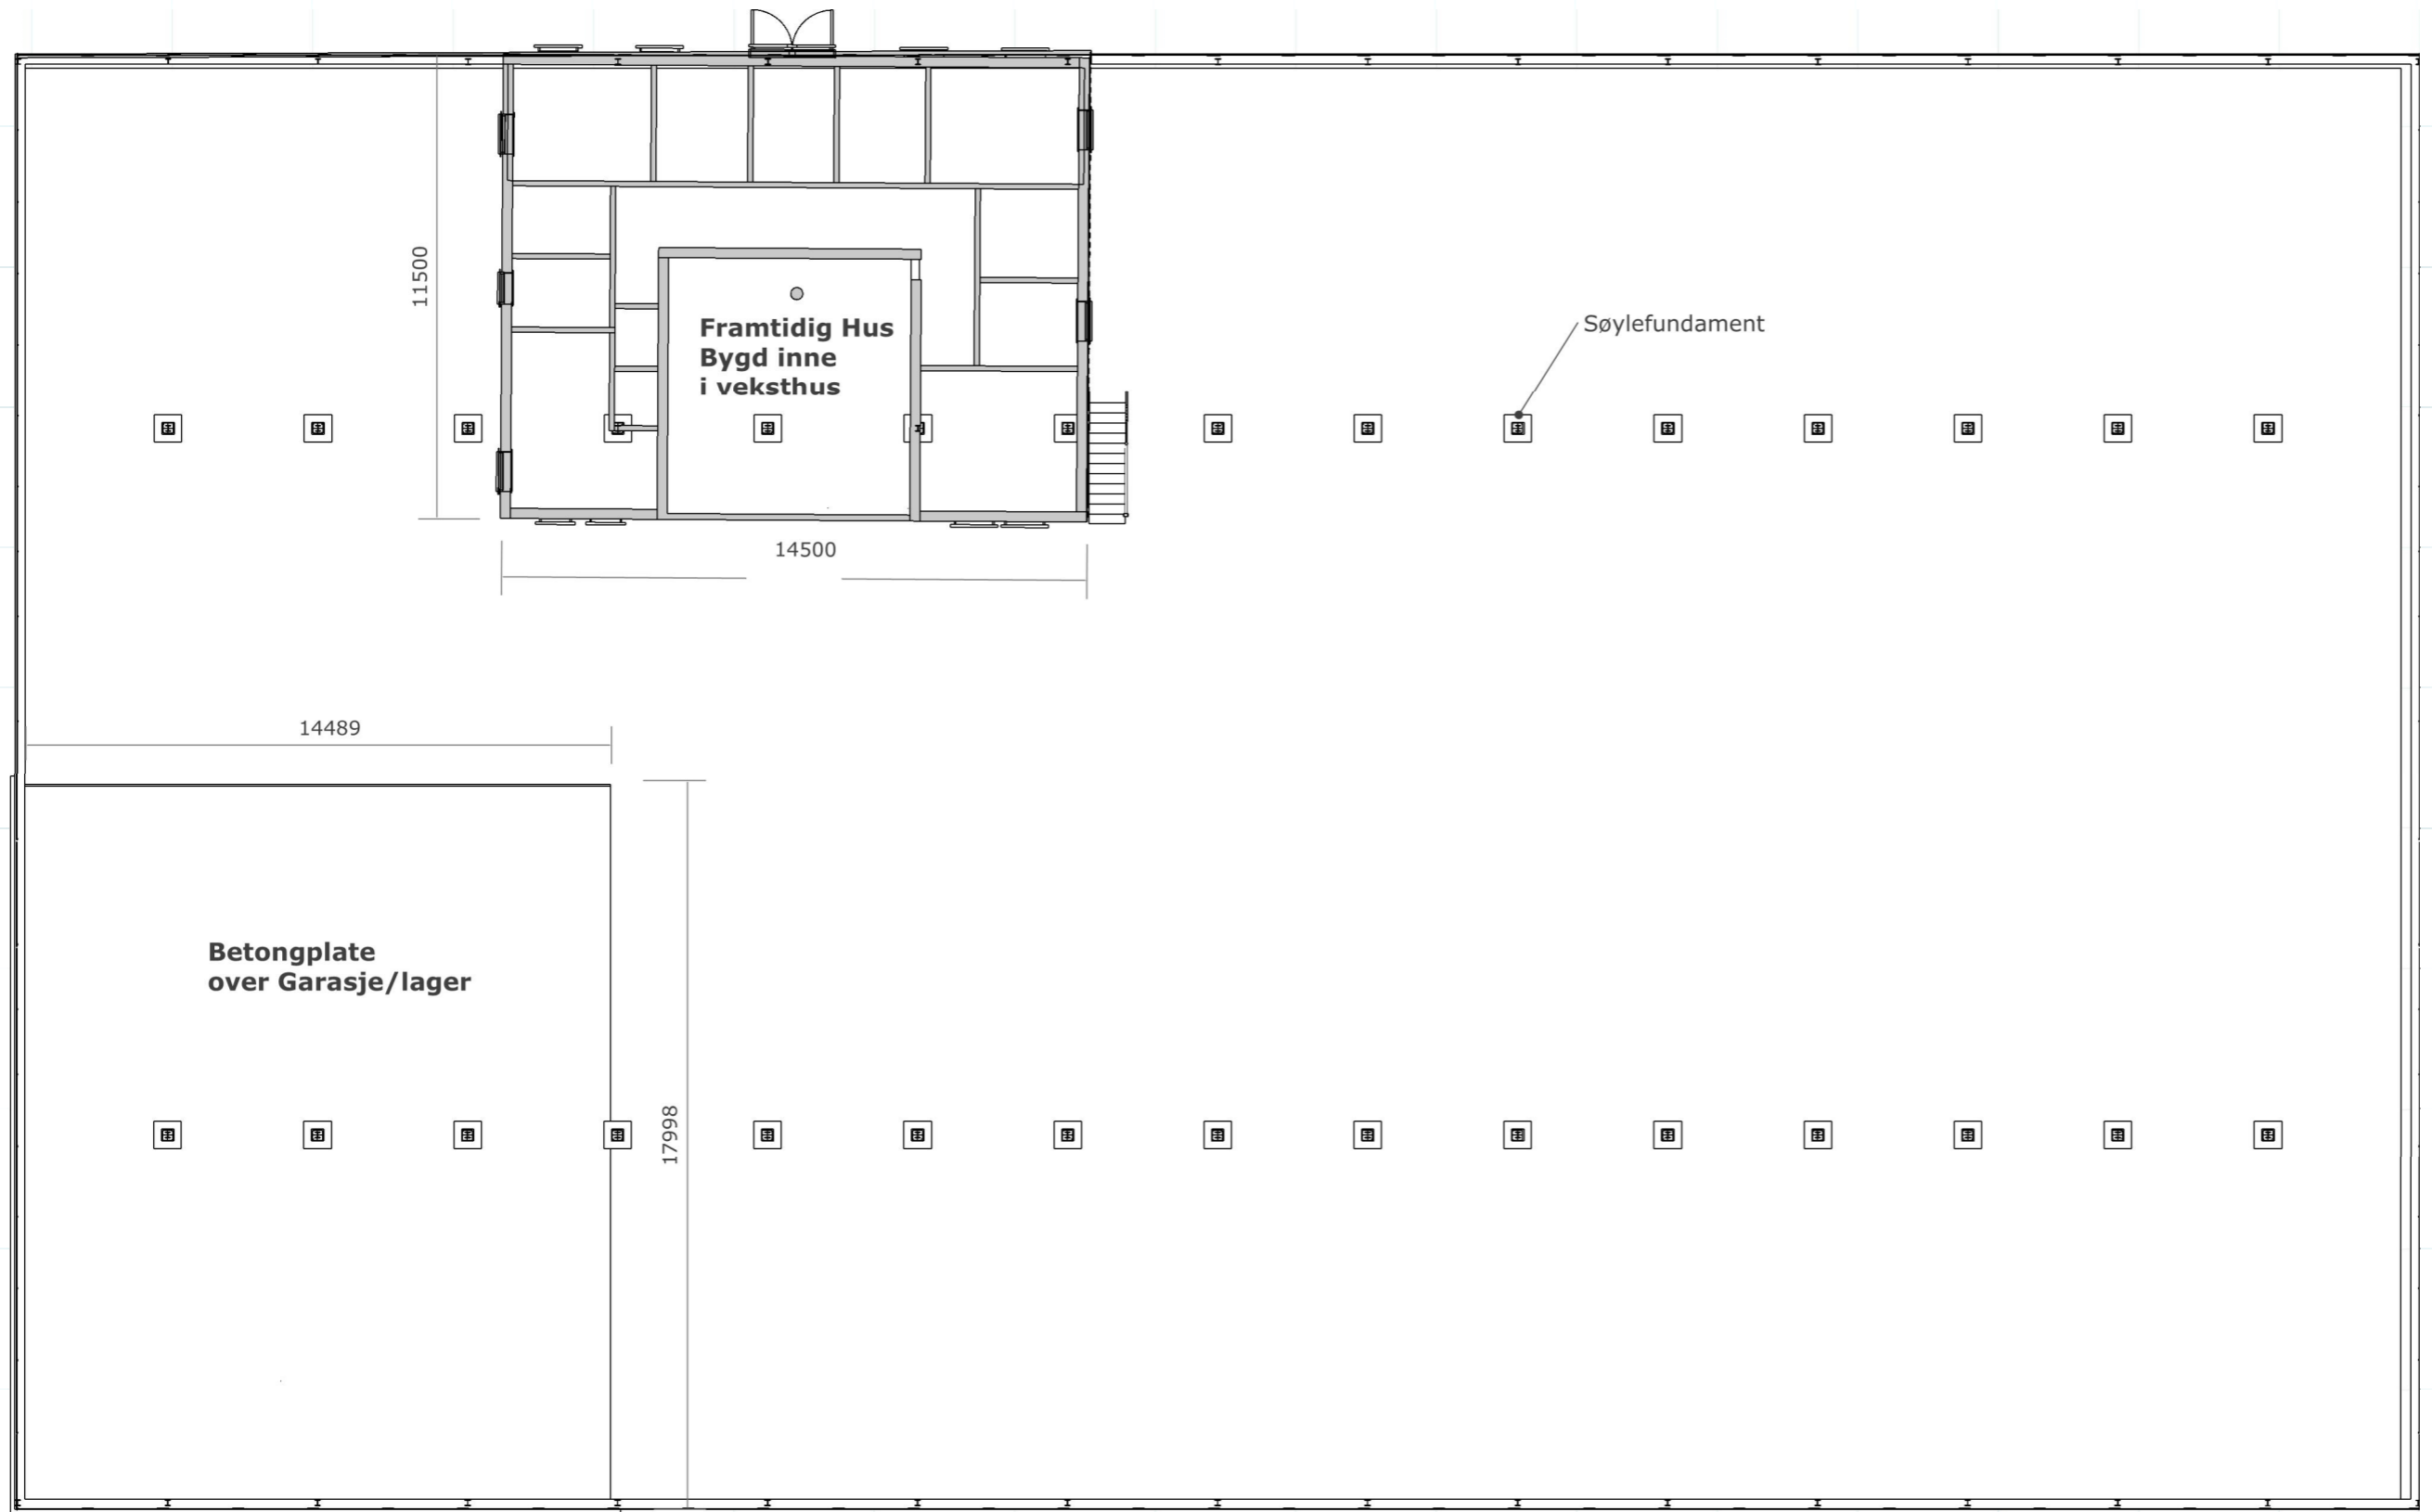 11500
Framtidig Hus
Bygd inne
i veksthus
Søylefundament
14500
14489
Betongplate
over Garasje/lager
17998